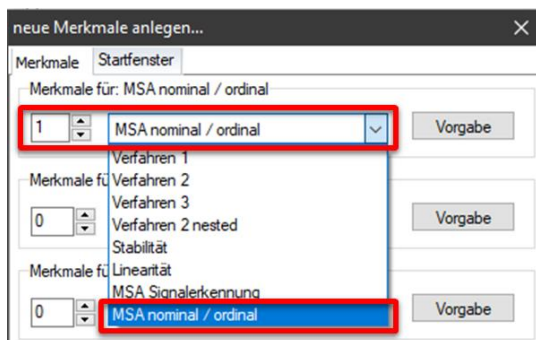 neue Merkmale anlegen...
Merkmale Startfenster
Merkmale für: MSA nominal / ordinal
1 MSA nominal / ordinal Vorgabe
Verfahren 1
Merkmale fü Verfahren 2
Verfahren 3
0 Verfahren 2 nested Vorgabe
Stabilität
Merkmale fü Linearität
MSA Signalerkennung
0 MSA nominal / ordinal Vorgabe